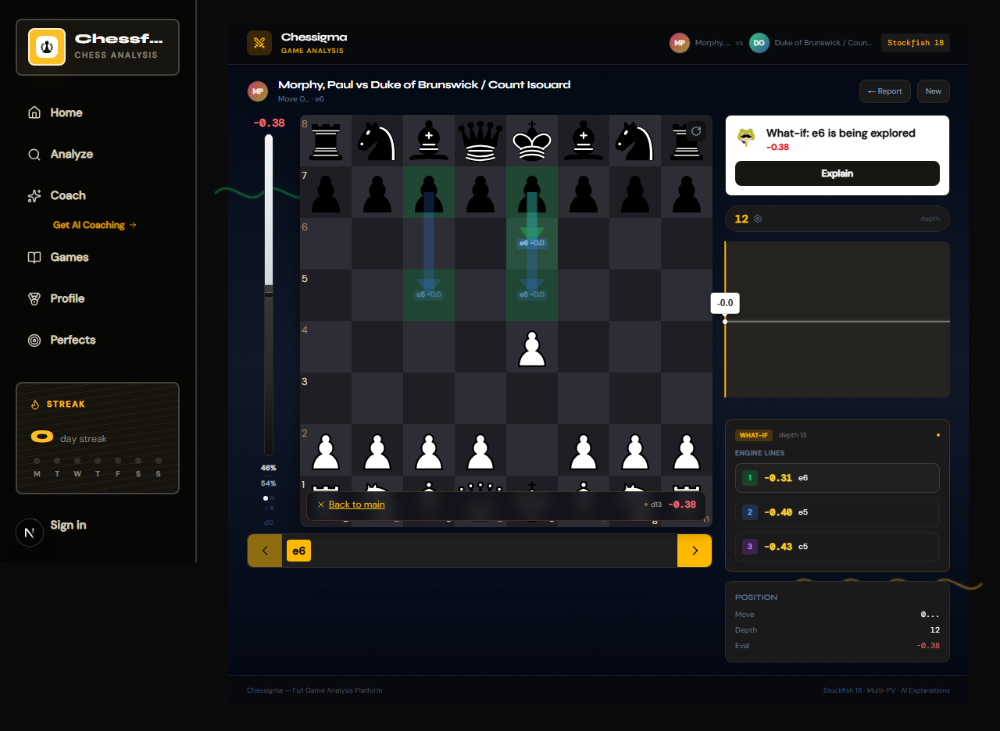 Chessf...
CHESS ANALYSIS
Home
Analyze
Coach
Get AI Coaching →
Games
Profile
Perfects
STREAK
0 day streak
M T W T F S S
N
Sign in
Chessigma
GAME ANALYSIS
MP Morphy, ... vs DO Duke of Brunswick / Coun... Stockfish 18
MP
Morphy, Paul vs Duke of Brunswick / Count Isouard
Move 0... · e6
← Report
New
-0.38
8
7
6
e6 -0.0
5
c5 -0.0
e5 -0.0
4
3
2
1
46%
54%
W
B
d12
× Back to main
d13 -0.38
g
h
e6
What-if: e6 is being explored
-0.38
Explain
12
depth
-0.0
WHAT-IF depth 13
ENGINE LINES
1 -0.31 e6
2 -0.40 e5
3 -0.43 c5
POSITION
Move 0...
Depth 12
Eval -0.38
Chessigma — Full Game Analysis Platform
Stockfish 18 · Multi-PV · AI Explanations